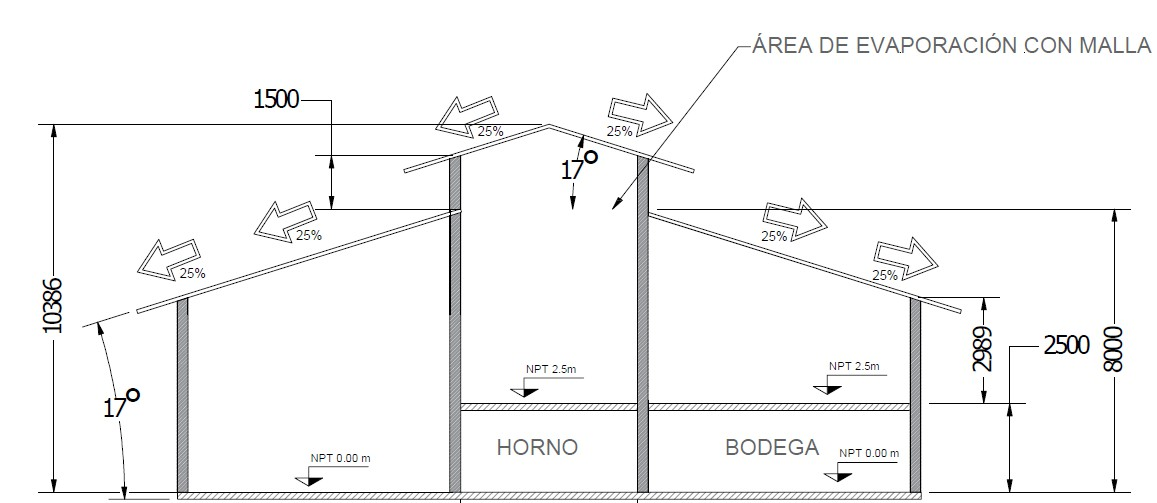 ÁREA DE EVAPORACIÓN CON MALLA
1500
25%
25%
17°
25%
25%
25%
25%
10386
2989
2500
8000
17°
NPT 2.5m
NPT 2.5m
HORNO
BODEGA
NPT 0.00 m
NPT 0.00 m